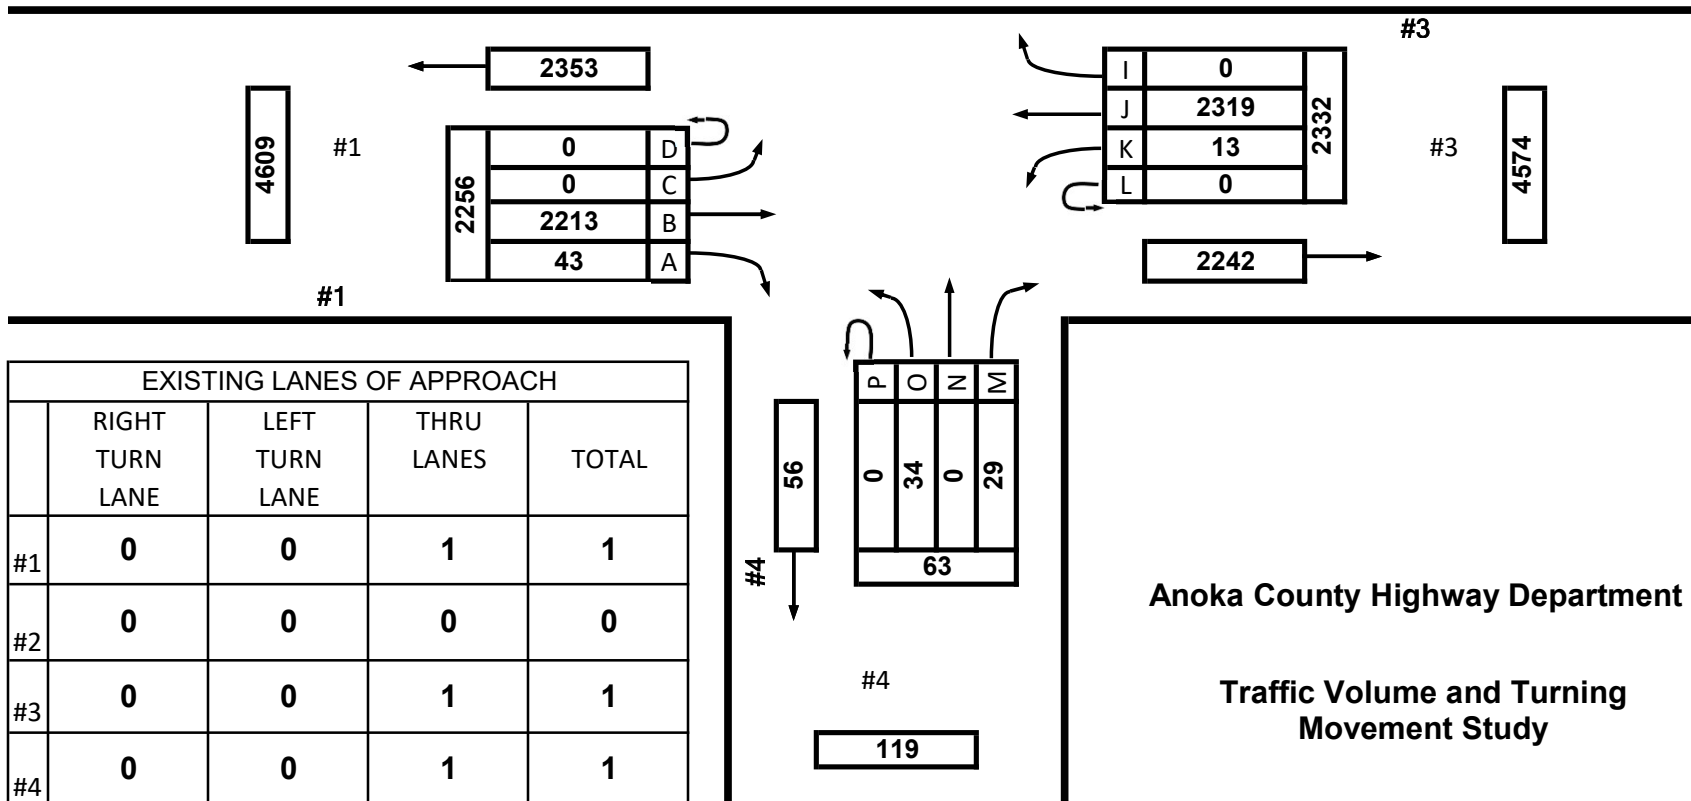 #3
2353
4609
#1
2256
0 D
0 C
2213 B
43 A
#1
I 0
J 2319
K 13
L 0
2332
#3
4574
2242
EXISTING LANES OF APPROACH
RIGHT TURN LANE
LEFT TURN LANE
THRU LANES
TOTAL
#1 0 0 1 1
#2 0 0 0 0
#3 0 0 1 1
#4 0 0 1 1
56
#4
P O N M
0 34 0 29
63
#4
119
Anoka County Highway Department
Traffic Volume and Turning
Movement Study